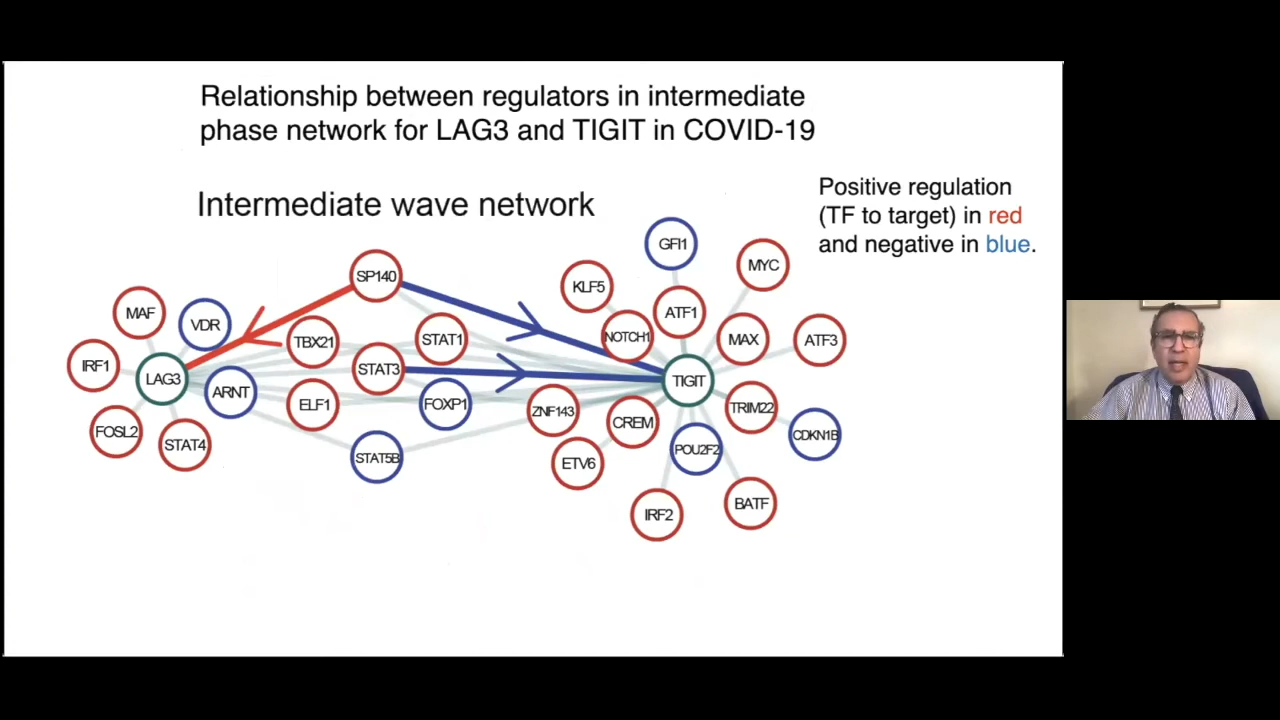 Relationship between regulators in intermediate
phase network for LAG3 and TIGIT in COVID-19
Positive regulation
(TF to target) in red
and negative in blue.
Intermediate wave network
GFI1
MYC
SP140
KLF5
MAF
VDR
ATF1
TBX21
STAT1
NOTCH1
MAX
ATF3
IRF1
LAG3
STAT3
TIGIT
ARNT
ELF1
FOXP1
ZNF143
CREM
TRIM22
FOSL2
STAT4
STAT5B
ETV6
POU2F2
CDKN1B
IRF2
BATF